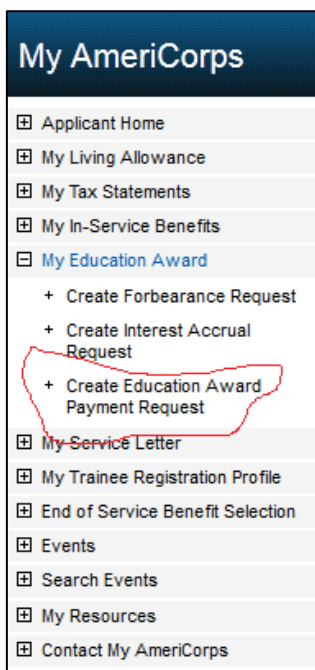 My AmeriCorps
Applicant Home
My Living Allowance
My Tax Statements
My In-Service Benefits
My Education Award
+ Create Forbearance Request
+ Create Interest Accrual
Request
+ Create Education Award
Payment Request
My Service Letter
My Trainee Registration Profile
End of Service Benefit Selection
Events
Search Events
My Resources
Contact My AmeriCorps